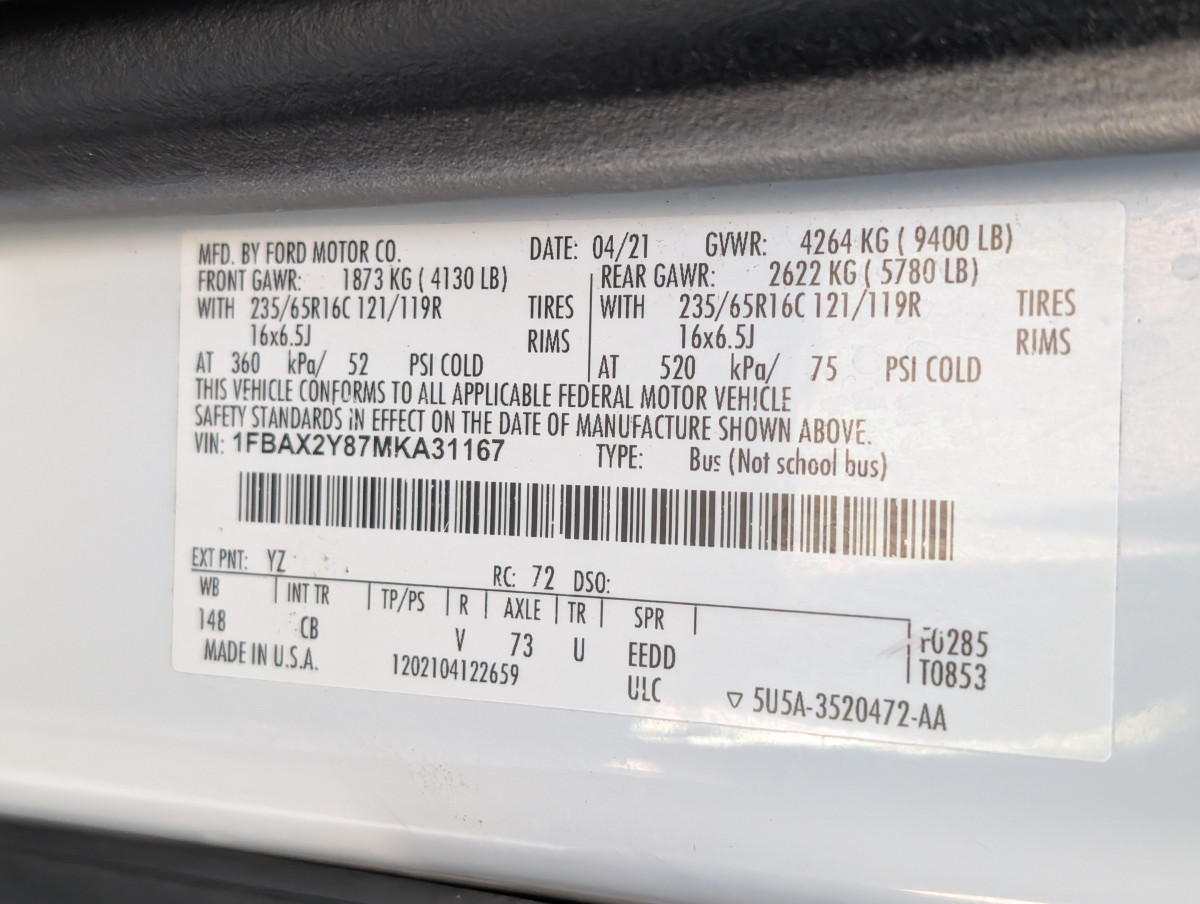 MFD. BY FORD MOTOR CO. DATE: 04/21 GVWR: 4264 KG ( 9400 LB)
FRONT GAWR: 1873 KG ( 4130 LB) REAR GAWR: 2622 KG ( 5780 LB)
WITH 235/65R16C 121/119R TIRES WITH 235/65R16C 121/119R TIRES
16x6.5J RIMS 16x6.5J RIMS
AT 360 kPa/ 52 PSI COLD AT 520 kPa/ 75 PSI COLD
THIS VEHICLE CONFORMS TO ALL APPLICABLE FEDERAL MOTOR VEHICLE
SAFETY STANDARDS IN EFFECT ON THE DATE OF MANUFACTURE SHOWN ABOVE.
VIN: 1FBAX2Y87MKA31167 TYPE: Bus (Not school bus)
EXT PNT: YZ RC: 72 DSO:
WB INT TR TP/PS R AXLE TR SPR
148 CB V 73 U EEDD F0285
MADE IN U.S.A. 1202104122659 ULC T0853
▽ 5U5A-3520472-AA